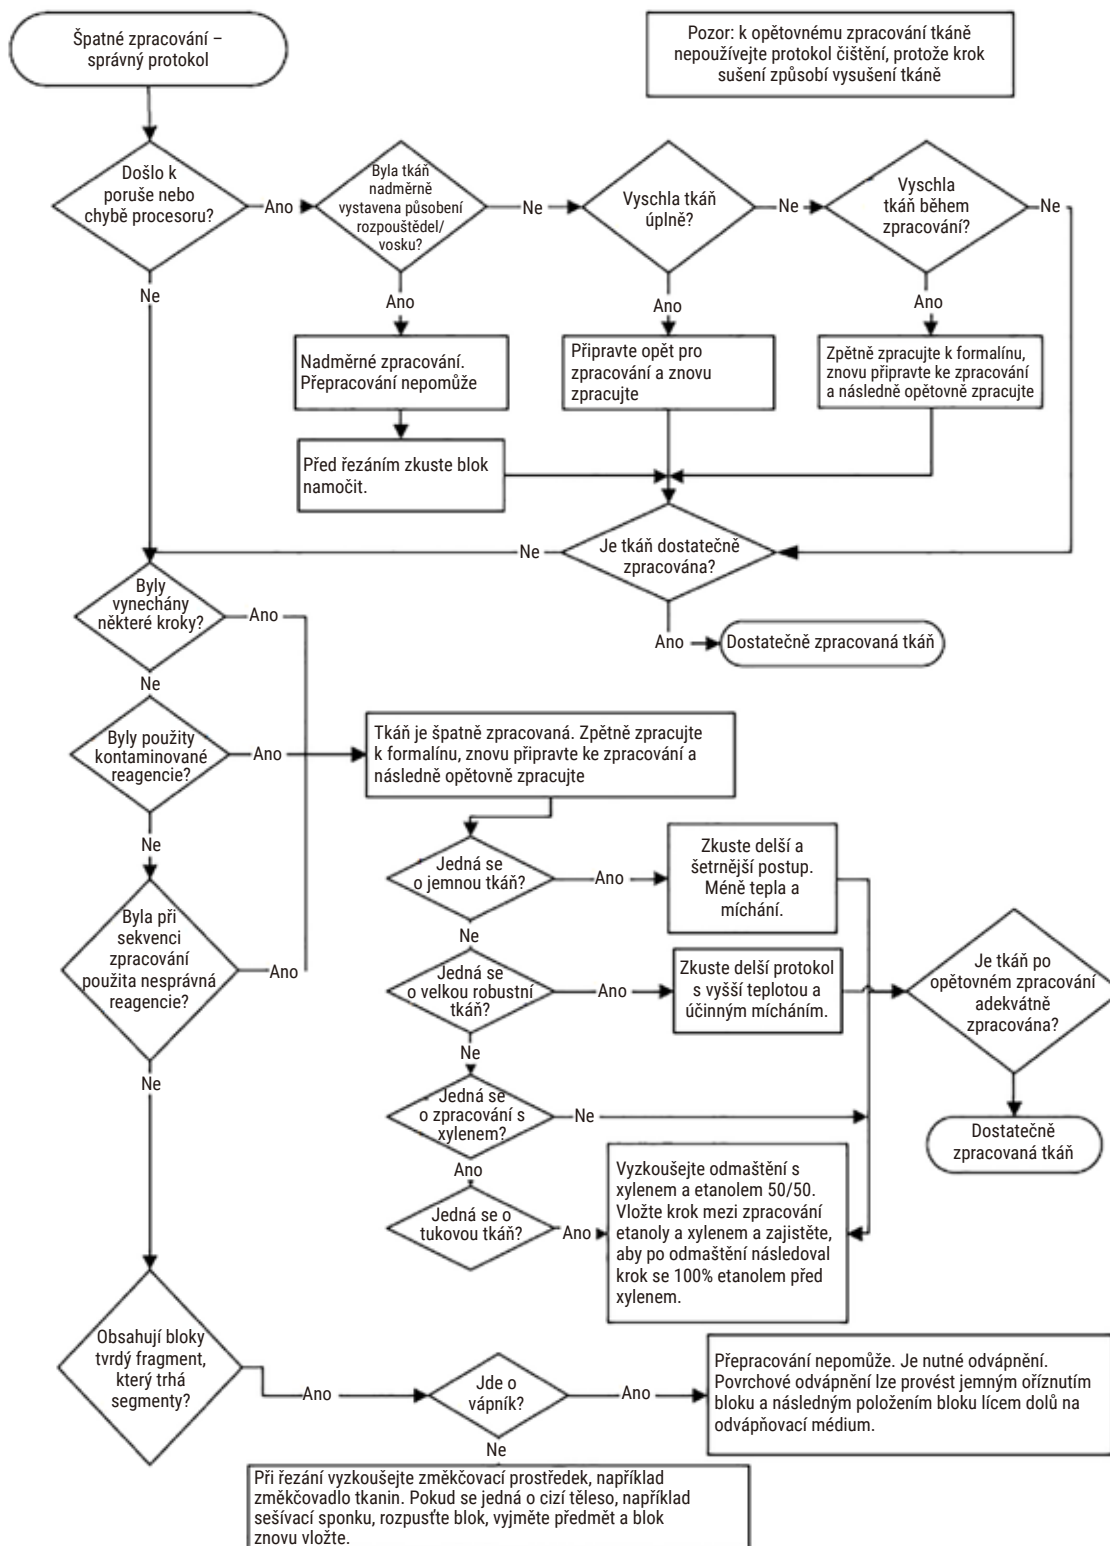 Špatné zpracování –
správný protokol
Pozor: k opětovnému zpracování tkáně
nepoužívejte protokol čištění, protože krok
sušení způsobí vysušení tkáně
Došlo k
poruše nebo
chybě procesoru?
Ano
Byla tkáň
nadměrně
vystavena působení
rozpouštědel/
vosku?
Ne
Vyschla tkáň
úplně?
Ne
Vyschla
tkáň během
zpracování?
Ne
Ne
Ano
Ano
Ano
Nadměrné zpracování.
Přepracování nepomůže
Připravte opět pro
zpracování a znovu
zpracujte
Zpětně zpracujte k formalínu,
znovu připravte ke zpracování
a následně opětovně zpracujte
Před řezáním zkuste blok
namočit.
Je tkáň dostatečně
zpracována?
Ne
Ano
Dostatečně zpracovaná tkáň
Byly
vynechány
některé kroky?
Ano
Ne
Byly použity
kontaminované
reagencie?
Ano
Tkáň je špatně zpracovaná. Zpětně zpracujte
k formalínu, znovu připravte ke zpracování a
následně opětovně zpracujte
Ne
Byla při
sekvenci
zpracování
použita nesprávná
reagencie?
Ano
Ne
Jedná se
o jemnou tkáň?
Ano
Zkuste delší a
šetrnější postup.
Méně tepla a
míchání.
Ne
Jedná se
o velkou robustní
tkáň?
Ano
Zkuste delší protokol
s vyšší teplotou a
účinným mícháním.
Je tkáň po
opětovném zpracování
adekvátně
zpracována?
Ne
Jedná se
o zpracování s
xylenem?
Ne
Dostatečně
zpracovaná tkáň
Ano
Jedná se o
tukovou tkáň?
Ano
Vyzkoušejte odmaštění s
xylenem a etanolem 50/50.
Vložte krok mezi zpracování
etanoly a xylenem a zajistěte,
aby po odmaštění následoval
krok se 100% etanolem před
xylenem.
Obsahují bloky
tvrdý fragment,
který trhá
segmenty?
Ano
Jde o
vápník?
Ano
Přepracování nepomůže. Je nutné odvápnění.
Povrchové odvápnění lze provést jemným oříznutím
bloku a následným položením bloku lícem dolů na
odvápňovací médium.
Ne
Při řezání vyzkoušejte změkčovací prostředek, například
změkčovadlo tkanin. Pokud se jedná o cizí těleso, například
sešívací sponku, rozpusťte blok, vyjměte předmět a blok
znovu vložte.